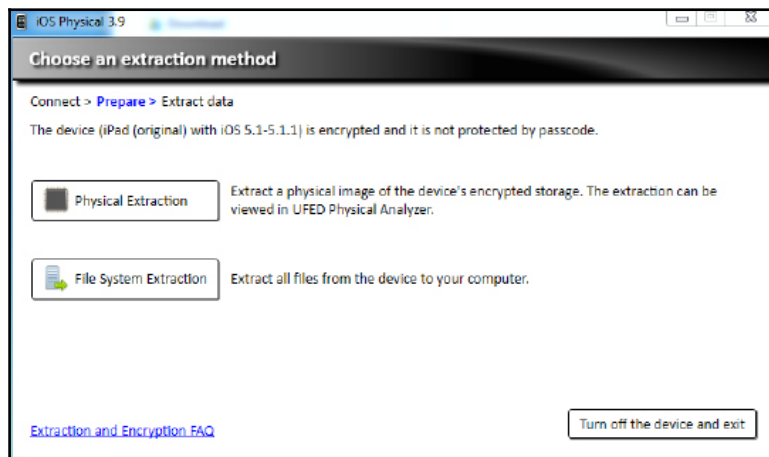 iOS Physical 3.9
Choose an extraction method
Connect > Prepare > Extract data
The device (iPad (original) with iOS 5.1-5.1.1) is encrypted and it is not protected by passcode.
Physical Extraction
Extract a physical image of the device's encrypted storage. The extraction can be
viewed in UFED Physical Analyzer.
File System Extraction
Extract all files from the device to your computer.
Extraction and Encryption FAQ
Turn off the device and exit